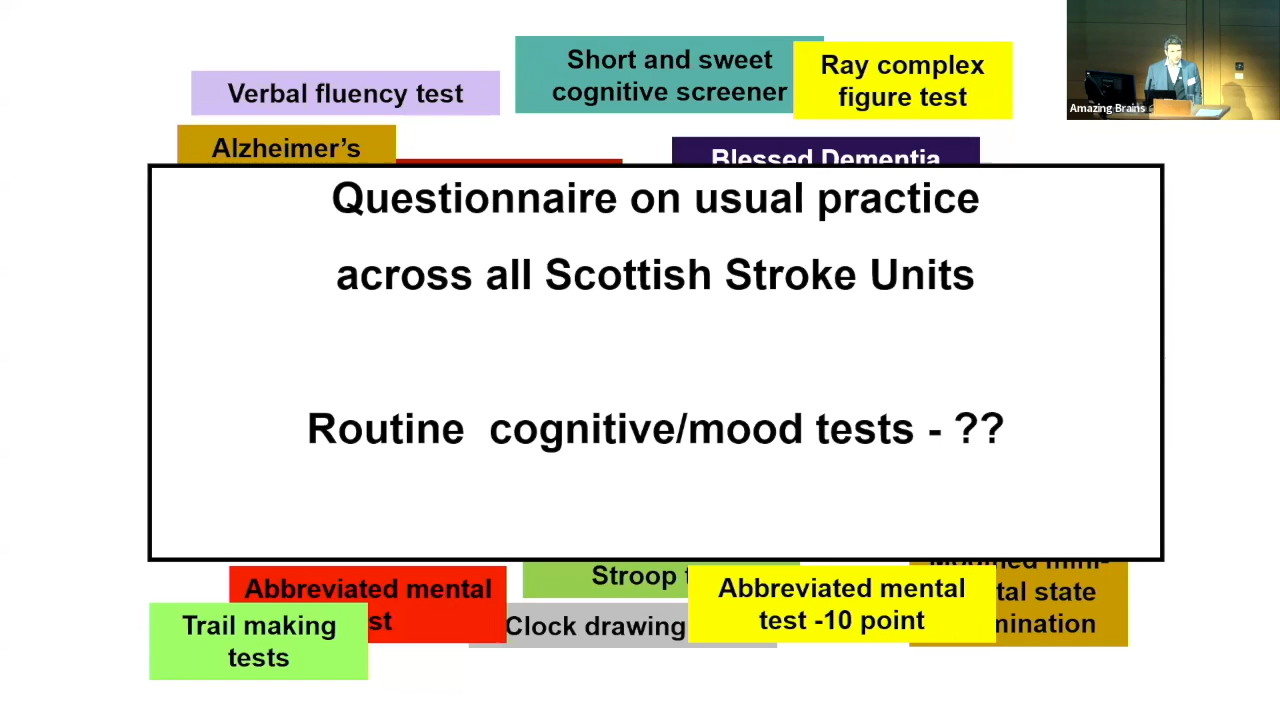 Short and sweet
cognitive screener
Ray complex
figure test
Verbal fluency test
Amazing Brains
Alzheimer’s
Blessed Dementia
Questionnaire on usual practice
across all Scottish Stroke Units
Routine cognitive/mood tests - ??
Stroop
Abbreviated mental
Abbreviated mental
test -10 point
Clock drawing
Trail making
tests